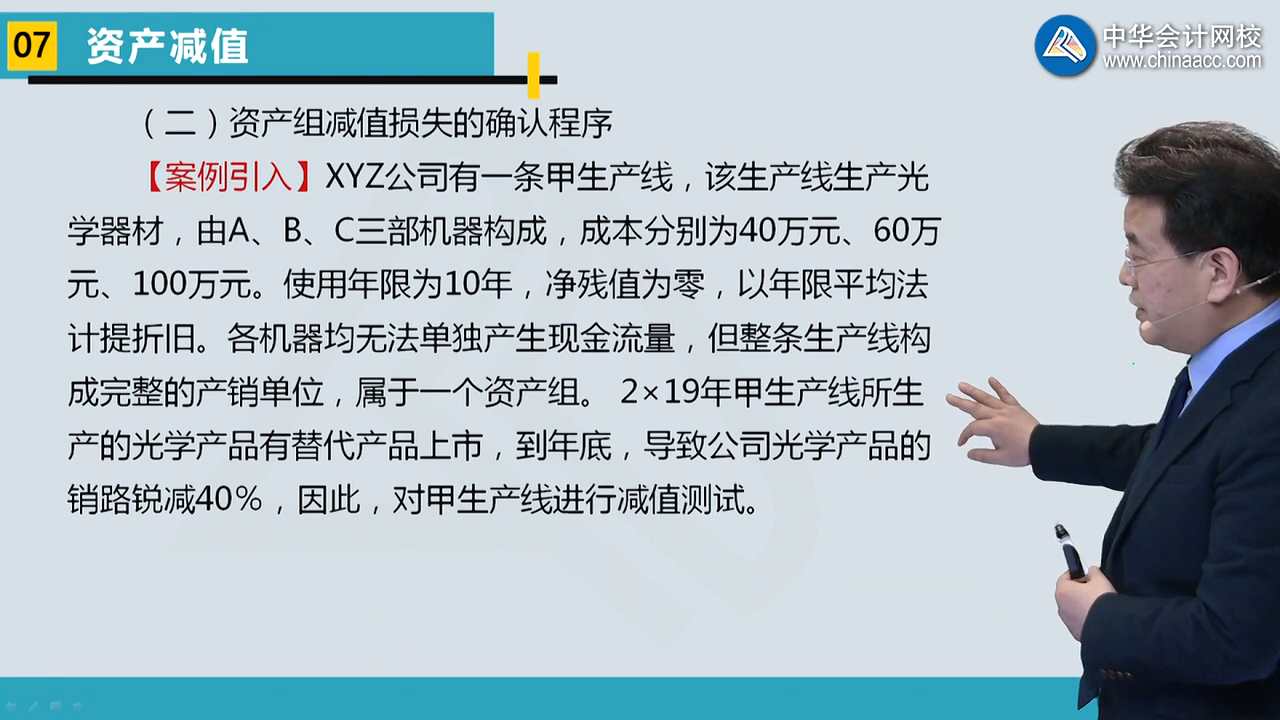 07 资产减值
中华会计网校
www.chinaacc.com
（二）资产组减值损失的确认程序
【案例引入】XYZ公司有一条甲生产线，该生产线生产光
学器材，由A、B、C三部机器构成，成本分别为40万元、60万
元、100万元。使用年限为10年，净残值为零，以年限平均法
计提折旧。各机器均无法单独产生现金流量，但整条生产线构
成完整的产销单位，属于一个资产组。 2×19年甲生产线所生
产的光学产品有替代产品上市，到年底，导致公司光学产品的
销路锐减40%，因此，对甲生产线进行减值测试。